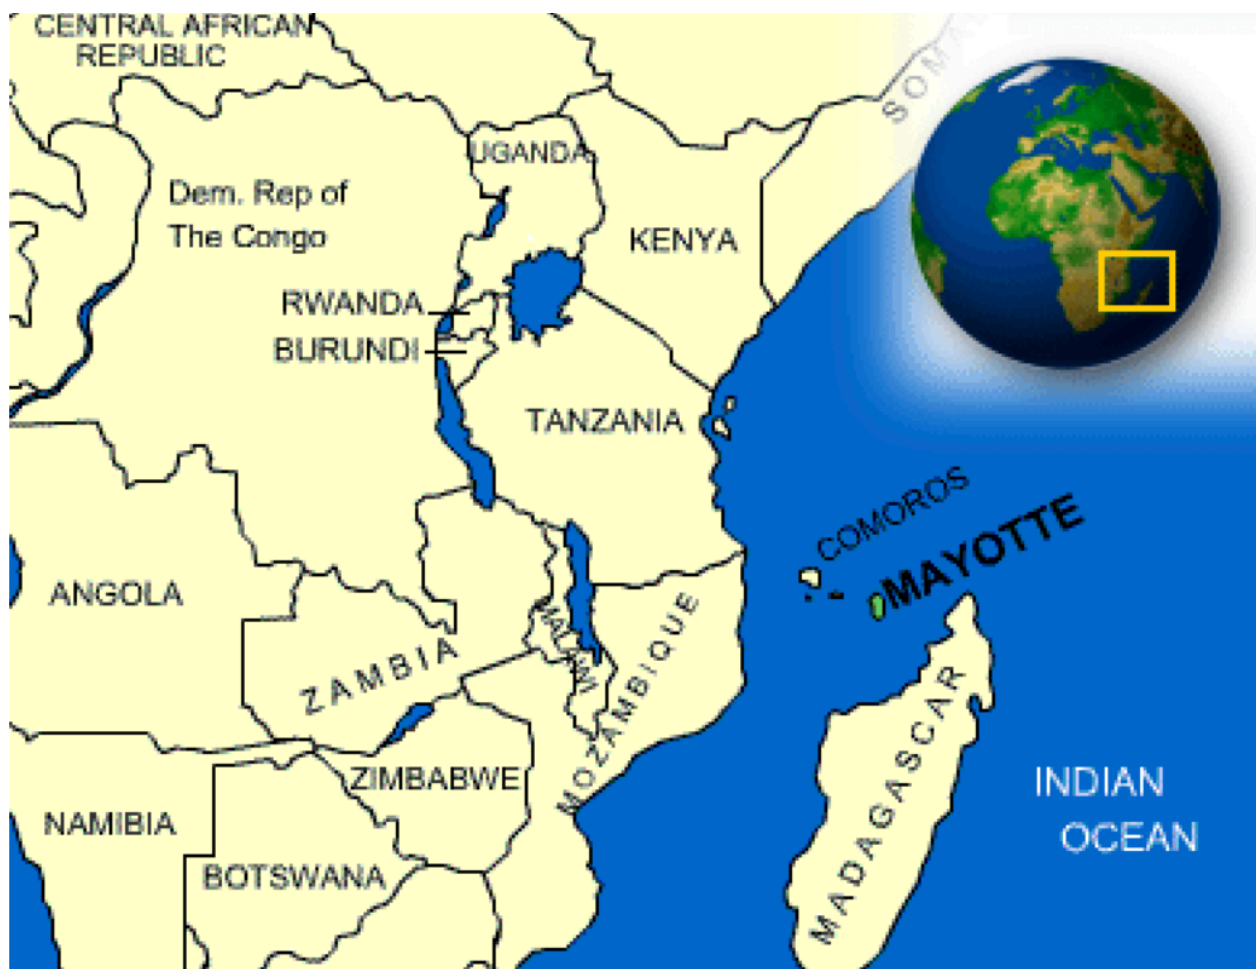 CENTRAL AFRICAN
REPUBLIC
SOMAL
UGANDA
Dem. Rep of
The Congo
KENYA
RWANDA
BURUNDI
TANZANIA
COMOROS
MAYOTTE
ANGOLA
MALAWI
ZAMBIA
MOZAMBIQUE
MADAGASCAR
ZIMBABWE
INDIAN
OCEAN
NAMIBIA
BOTSWANA